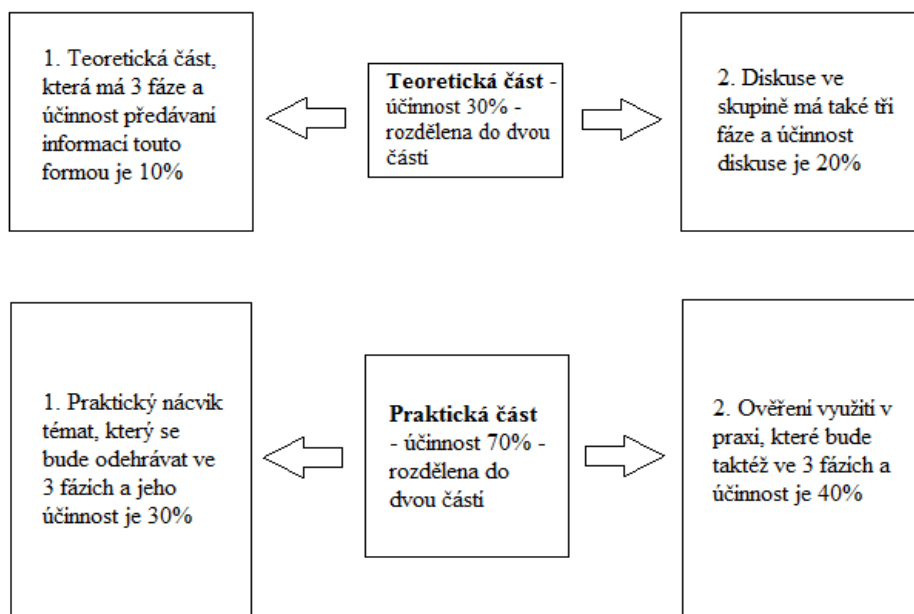 1. Teoretická část,
která má 3 fáze a
účinnost předávaní
informací touto
formou je 10%
Teoretická část -
účinnost 30% -
rozdělena do dvou
částí
2. Diskuse ve
skupině má také tři
fáze a účinnost
diskuse je 20%
1. Praktický nácvik
témat, který se
bude odehrávat ve
3 fázích a jeho
účinnost je 30%
Praktická část
- účinnost 70% -
rozdělena do
dvou částí
2. Ověření využití v
praxi, které bude
taktéž ve 3 fázích a
účinnost je 40%